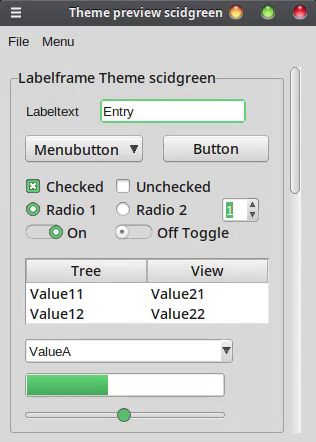 Theme preview scidgreen
File Menu
Labelframe Theme scidgreen
Labeltext Entry
Menubutton Button
Checked Unchecked
Radio 1 Radio 2 1
On Off Toggle
Tree View
Value11 Value21
Value12 Value22
ValueA